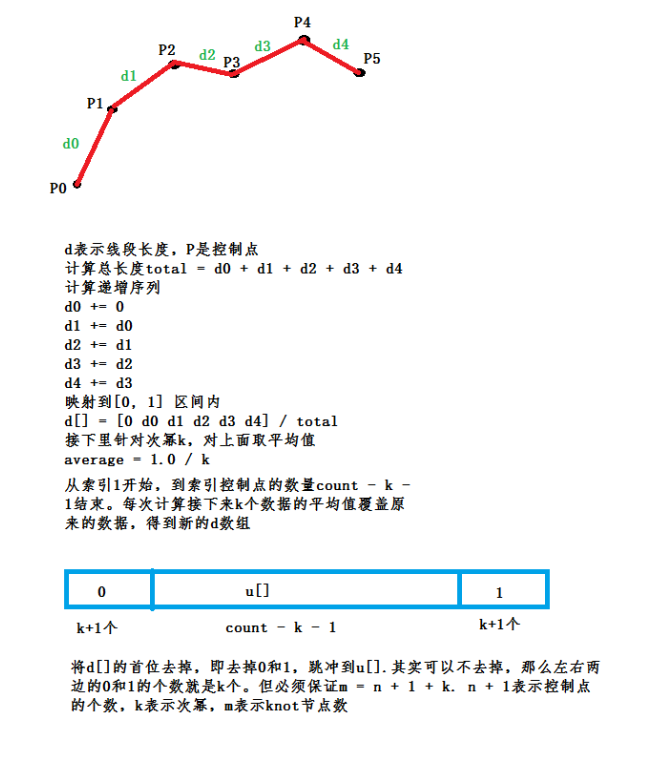 P4
d3
d4
P2
d2
P3
P5
d1
P1
d0
P0
d表示线段长度，P是控制点
计算总长度total = d0 + d1 + d2 + d3 + d4
计算递增序列
d0 += 0
d1 += d0
d2 += d1
d3 += d2
d4 += d3
映射到[0, 1] 区间内
d[] = [0 d0 d1 d2 d3 d4] / total
接下里针对次幂k，对上面取平均值
average = 1.0 / k
从索引1开始，到索引控制点的数量count - k -
1结束。每次计算接下来k个数据的平均值覆盖原
来的数据，得到新的d数组
0 u[] 1
k+1个 count - k - 1 k+1个
将d[]的首位去掉，即去掉0和1，跳冲到u[].其实可以不去掉，那么左右两
边的0和1的个数就是k个。但必须保证m = n + 1 + k. n + 1表示控制点
的个数，k表示次幂，m表示knot节点数